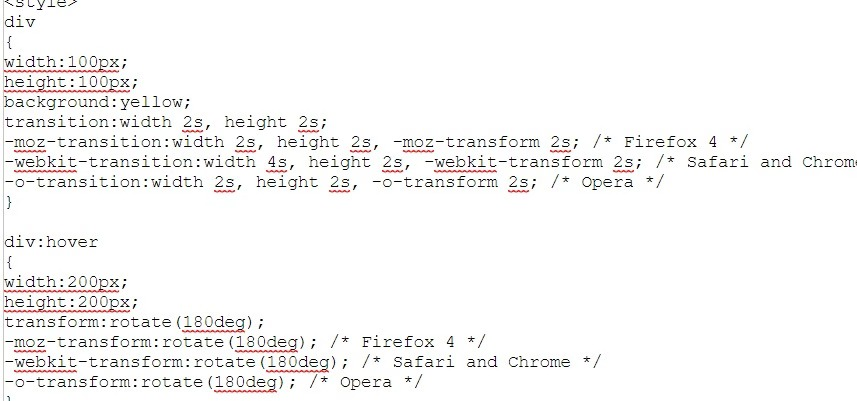 <style>
div
{
width:100px;
height:100px;
background:yellow;
transition:width 2s, height 2s;
-moz-transition:width 2s, height 2s, -moz-transform 2s; /* Firefox 4 */
-webkit-transition:width 4s, height 2s, -webkit-transform 2s; /* Safari and Chrome
-o-transition:width 2s, height 2s, -o-transform 2s; /* Opera */
}
div:hover
{
width:200px;
height:200px;
transform:rotate(180deg);
-moz-transform:rotate(180deg); /* Firefox 4 */
-webkit-transform:rotate(180deg); /* Safari and Chrome */
-o-transform:rotate(180deg); /* Opera */
}